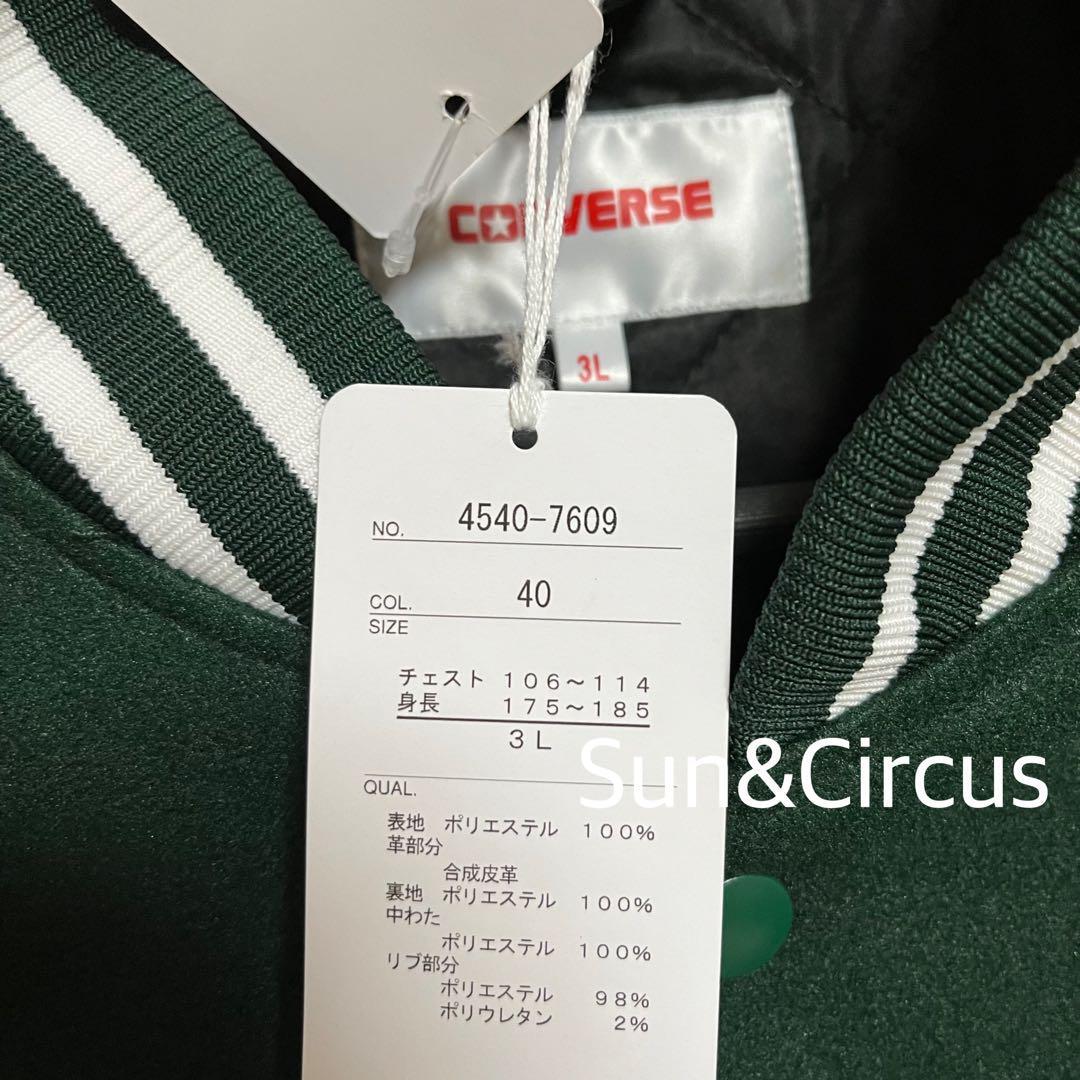 CONVERSE
3L
NO. 4540-7609
COL. 40
SIZE
チェスト 106～114
身長 175～185
3L
Sun&Circus
QUAL.
表地 ポリエステル 100%
革部分
合成皮革
裏地 ポリエステル 100%
中わた
ポリエステル 100%
リブ部分
ポリエステル 98%
ポリウレタン 2%